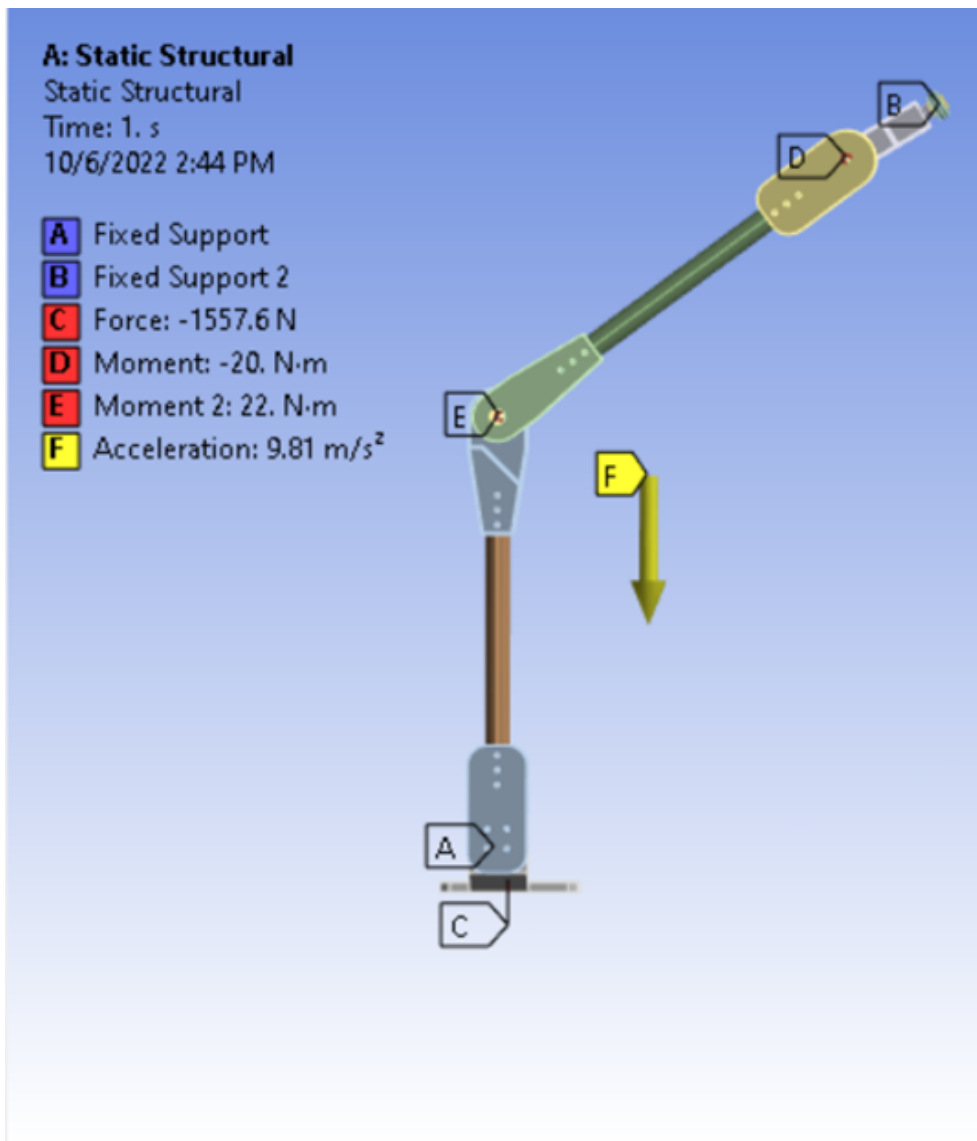 A: Static Structural
Static Structural
Time: 1. s
10/6/2022 2:44 PM
A Fixed Support
B Fixed Support 2
C Force: -1557.6 N
D Moment: -20. N·m
E Moment 2: 22. N·m
F Acceleration: 9.81 m/s²
B
D
E
F
A
C